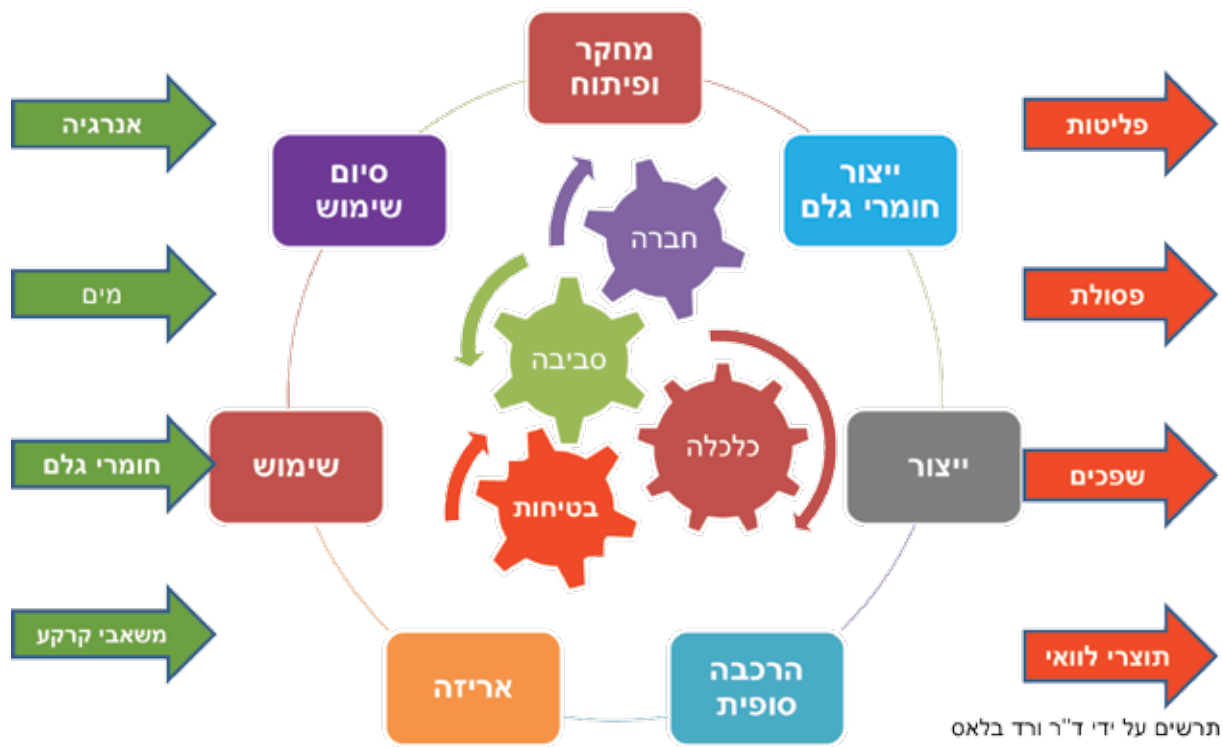 מחקר
ופיתוח
ייצור
חומרי גלם
ייצור
הרכבה
סופית
אריזה
שימוש
סיום
שימוש
חברה
סביבה
כלכלה
בטיחות
אנרגיה
מים
חומרי גלם
משאבי קרקע
פליטות
פסולת
שפכים
תוצרי לוואי
תרשים על ידי ד"ר ורד בלאס